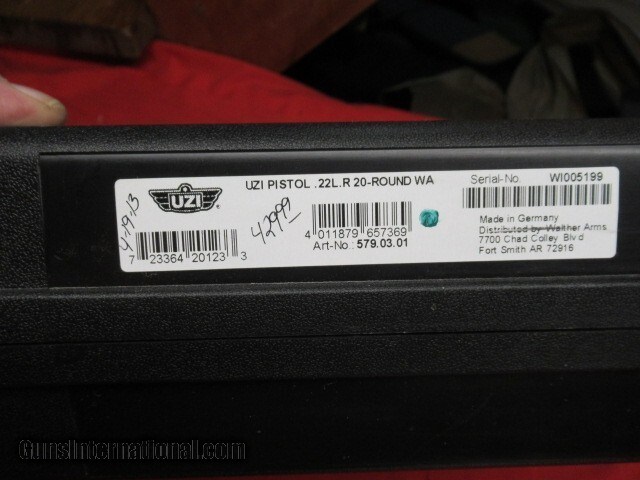 UZI
UZI PISTOL .22L.R 20-ROUND WA
Serial-No. WI005199
4-19-13
42999
7 23364 20123 3
4 011879 657369
Art-No.: 579.03.01
Made in Germany
Distributed by Walther Arms
7700 Chad Colley Blvd
Fort Smith AR 72916
GunsInternational.com